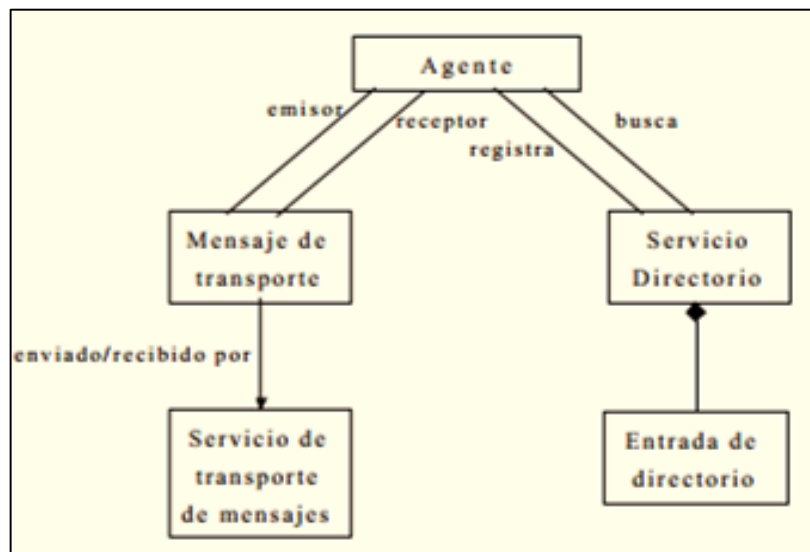 Agente
emisor
receptor
registra
busca
Mensaje de
transporte
Servicio
Directorio
enviado/recibido por
Servicio de
transporte
de mensajes
Entrada de
directorio